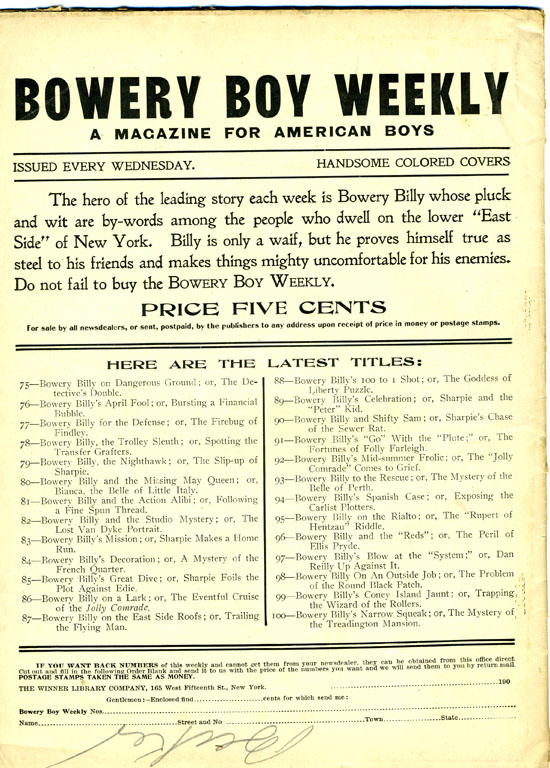 BOWERY BOY WEEKLY
A MAGAZINE FOR AMERICAN BOYS
ISSUED EVERY WEDNESDAY. HANDSOME COLORED COVERS
The hero of the leading story each week is Bowery Billy whose pluck
and wit are by-words among the people who dwell on the lower "East
Side" of New York. Billy is only a waif, but he proves himself true as
steel to his friends and makes things mighty uncomfortable for his enemies.
Do not fail to buy the BOWERY BOY WEEKLY.
PRICE FIVE CENTS
For sale by all newsdealers, or sent, postpaid, by the publishers to any address upon receipt of price in money or postage stamps.
HERE ARE THE LATEST TITLES:
75—Bowery Billy on Dangerous Ground; or, The De-
tective's Double.
76—Bowery Billy's April Fool; or, Bursting a Financial
Bubble.
77—Bowery Billy for the Defense; or, The Firebug of
Findley.
78—Bowery Billy, the Trolley Sleuth; or, Spotting the
Transfer Grafters.
79—Bowery Billy, the Nighthawk; or, The Slip-up of
Sharpie.
80—Bowery Billy and the Missing May Queen; or,
Bianca, the Belle of Little Italy.
81—Bowery Billy and the Action Alibi; or, Following
a Fine Spun Thread.
82—Bowery Billy and the Studio Mystery; or, The
Lost Van Dyke Portrait.
83—Bowery Billy's Mission; or, Sharpie Makes a Home
Run.
84—Bowery Billy's Decoration; or, A Mystery of the
French Quarter.
85—Bowery Billy's Great Dive; or, Sharpie Foils the
Plot Against Edie.
86—Bowery Billy on a Lark; or, The Eventful Cruise
of the Jolly Comrade.
87—Bowery Billy on the East Side Roofs; or, Trailing
the Flying Man.
88—Bowery Billy's 100 to 1 Shot; or, The Goddess of
Liberty Puzzle.
89—Bowery Billy's Celebration; or, Sharpie and the
"Peter" Kid.
90—Bowery Billy and Shifty Sam; or, Sharpie's Chase
of the Sewer Rat.
91—Bowery Billy's "Go" With the "Plute;" or, The
Fortunes of Folly Farleigh.
92—Bowery Billy's Mid-summer Frolic; or, The "Jolly
Comrade" Comes to Grief.
93—Bowery Billy to the Rescue; or, The Mystery of the
Belle of Perth.
94—Bowery Billy's Spanish Case; or, Exposing the
Carlist Plotters.
95—Bowery Billy on the Rialto; or, The "Rupert of
Hentzau" Riddle.
96—Bowery Billy and the "Reds"; or, The Peril of
Ellis Pryde.
97—Bowery Billy's Blow at the "System;" or, Dan
Reilly Up Against It.
98—Bowery Billy On An Outside Job; or, The Problem
of the Round Black Patch.
99—Bowery Billy's Coney Island Jaunt; or, Trapping
the Wizard of the Rollers.
100—Bowery Billy's Narrow Squeak; or, The Mystery of
the Treadington Mansion.
IF YOU WANT BACK NUMBERS of this weekly and cannot get them from your newsdealer, they can be obtained from this office direct.
Cut out and fill in the following Order Blank and send it to us with the price of the numbers you want and we will send them to you by return mail.
POSTAGE STAMPS TAKEN THE SAME AS MONEY.
190
THE WINNER LIBRARY COMPANY, 165 West Fifteenth St., New York.
Gentlemen:—Enclosed find cents for which send me:
Bowery Boy Weekly Nos.
Name Street and No Town State